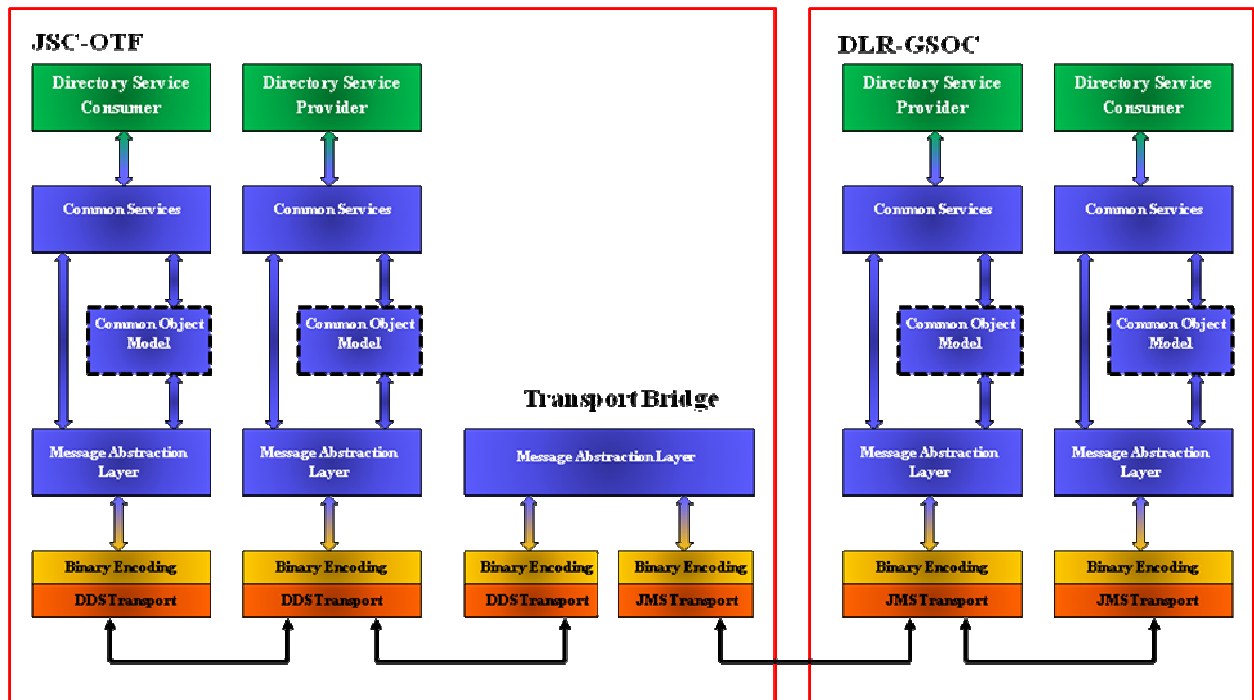 JSC-OTF
DLR-GSOC
Directory Service
Consumer
Directory Service
Provider
Directory Service
Provider
Directory Service
Consumer
Common Services
Common Services
Common Services
Common Services
Common Object
Model
Common Object
Model
Common Object
Model
Common Object
Model
Transport Bridge
Message Abstraction
Layer
Message Abstraction
Layer
Message Abstraction Layer
Message Abstraction
Layer
Message Abstraction
Layer
Binary Encoding
Binary Encoding
Binary Encoding
Binary Encoding
Binary Encoding
Binary Encoding
DDS Transport
DDS Transport
DDS Transport
JMS Transport
JMS Transport
JMS Transport